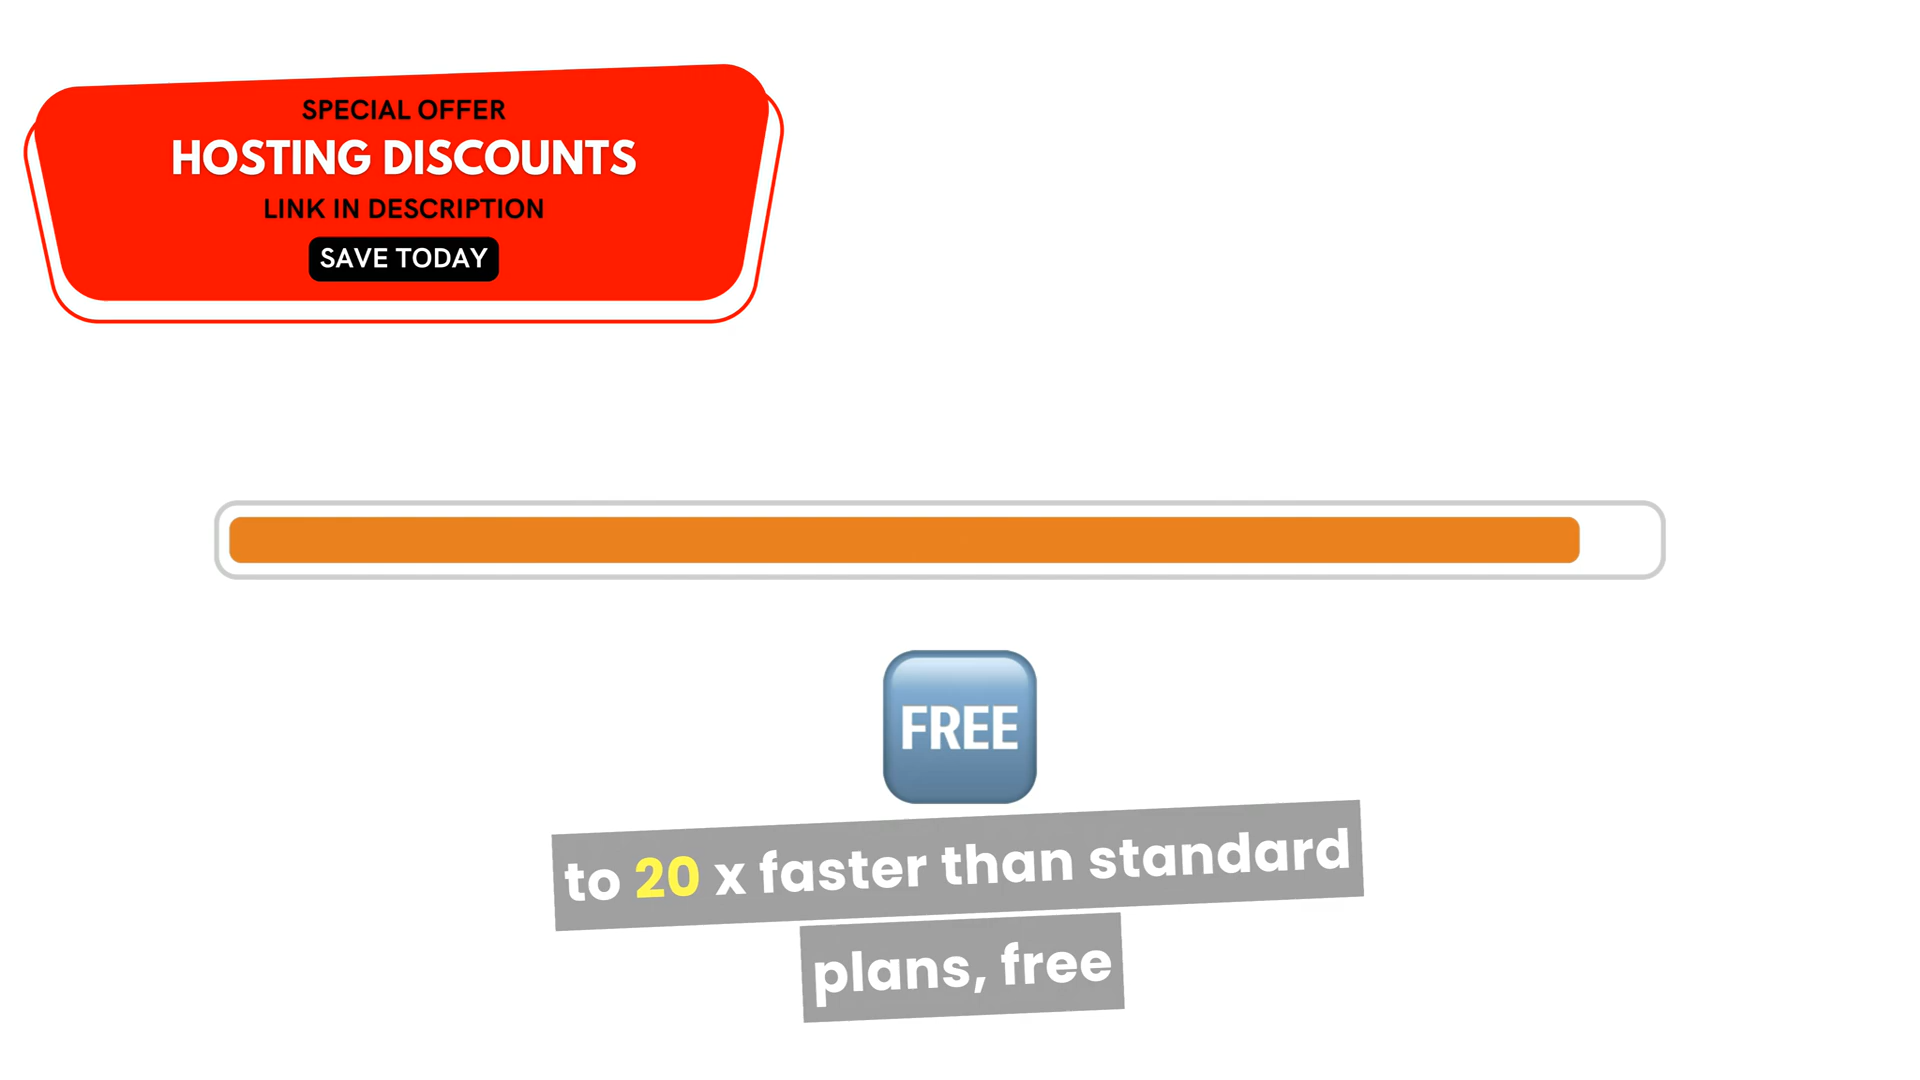 SPECIAL OFFER
HOSTING DISCOUNTS
LINK IN DESCRIPTION
SAVE TODAY
FREE
to 20 x faster than standard
plans, free